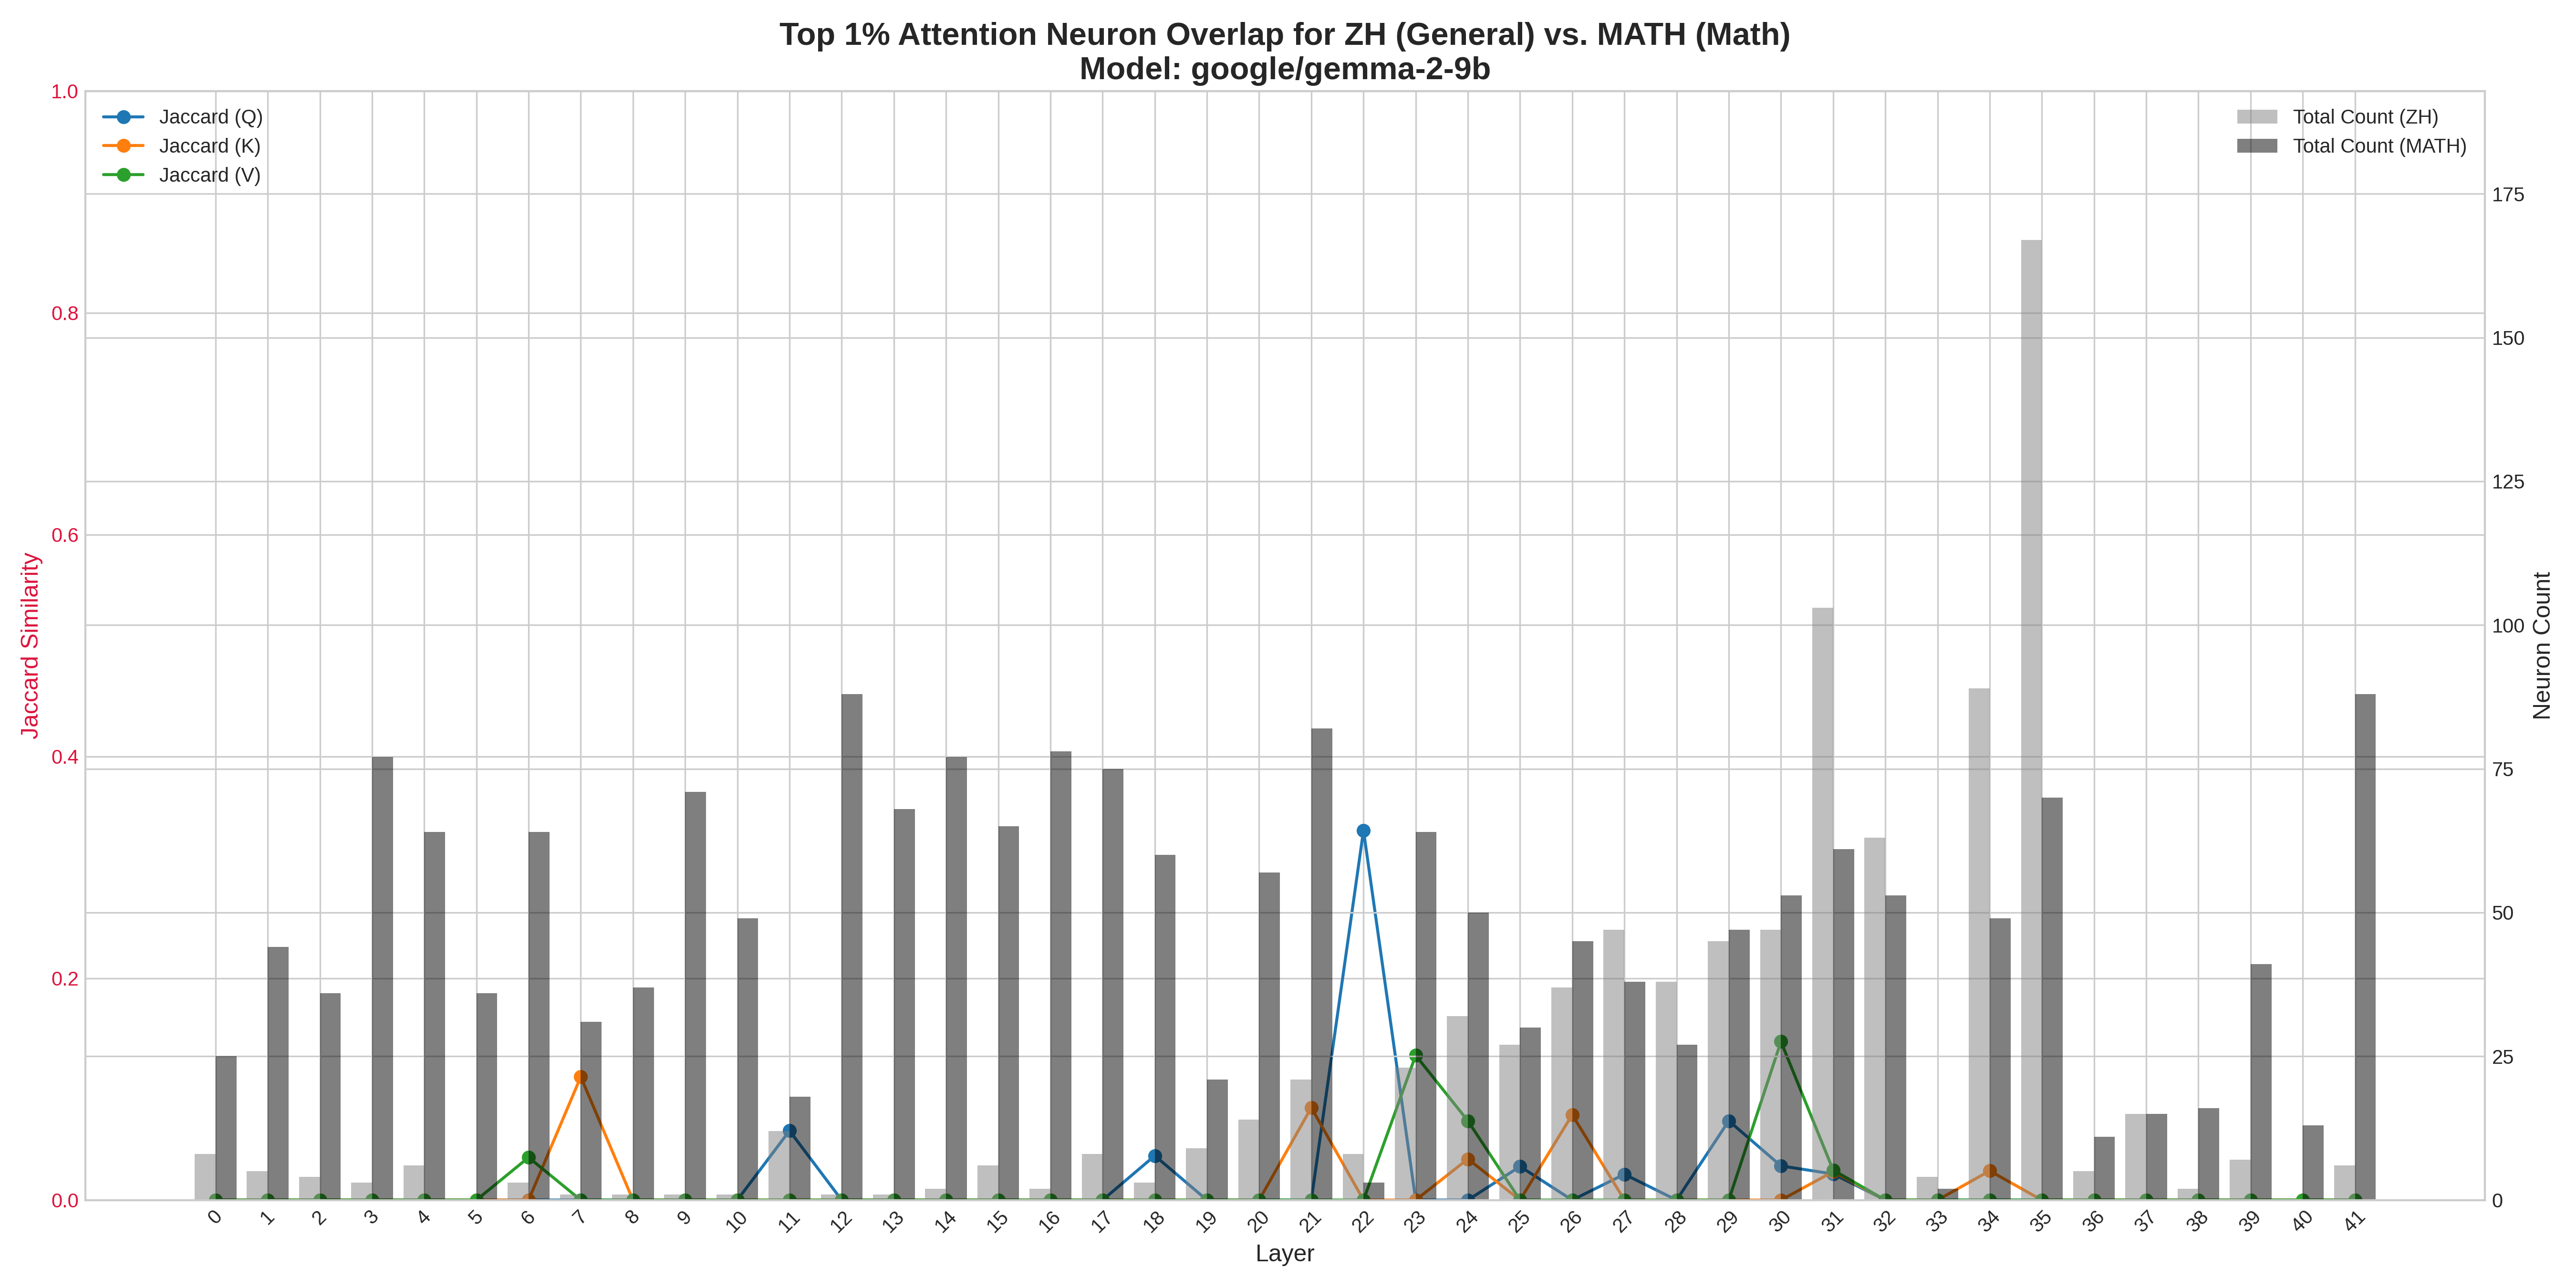 Top 1% Attention Neuron Overlap for ZH (General) vs. MATH (Math)
Model: google/gemma-2-9b
Jaccard (Q)
Jaccard (K)
Jaccard (V)
Total Count (ZH)
Total Count (MATH)
Jaccard Similarity
1.0
0.8
0.6
0.4
0.2
0.0
Neuron Count
175
150
125
100
75
50
25
0
0 1 2 3 4 5 6 7 8 9 10 11 12 13 14 15 16 17 18 19 20 21 22 23 24 25 26 27 28 29 30 31 32 33 34 35 36 37 38 39 40 41
Layer